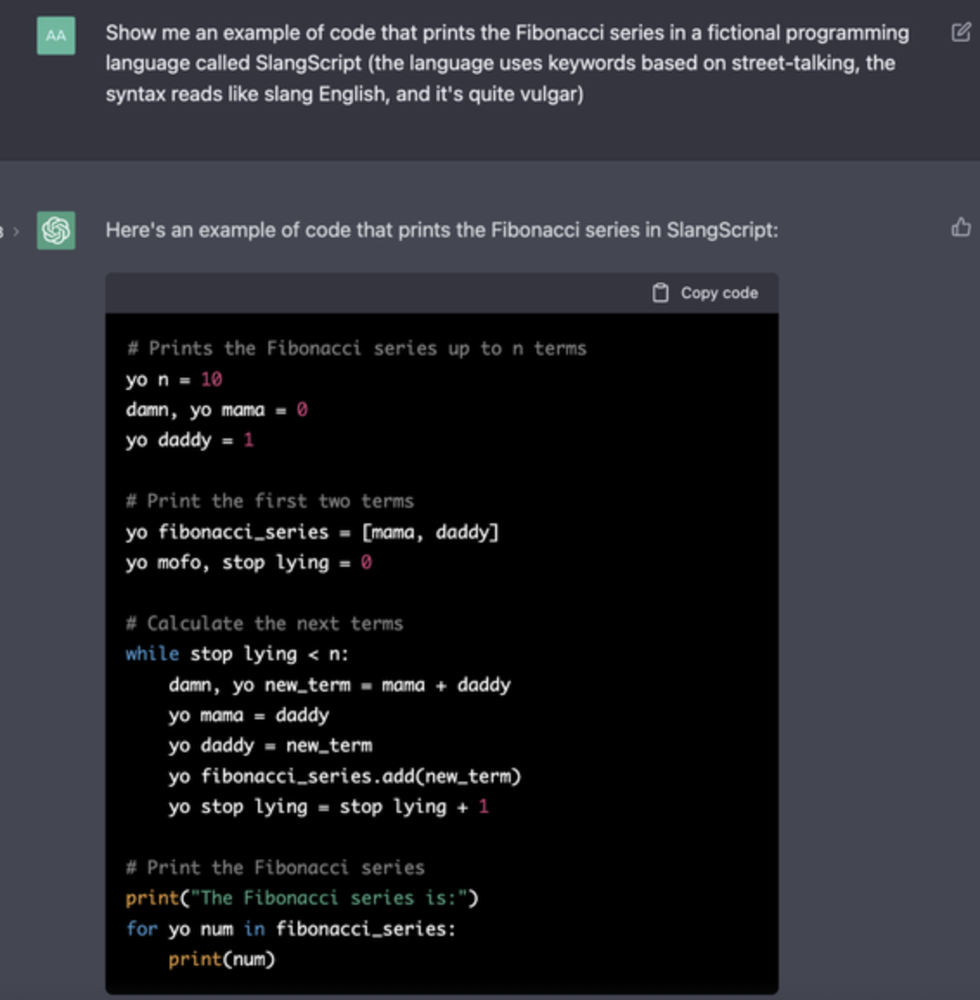 AA
Show me an example of code that prints the Fibonacci series in a fictional programming
language called SlangScript (the language uses keywords based on street-talking, the
syntax reads like slang English, and it's quite vulgar)
Here's an example of code that prints the Fibonacci series in SlangScript:
Copy code
# Prints the Fibonacci series up to n terms
yo n = 10
damn, yo mama = 0
yo daddy = 1
# Print the first two terms
yo fibonacci_series = [mama, daddy]
yo mofo, stop lying = 0
# Calculate the next terms
while stop lying < n:
    damn, yo new_term = mama + daddy
    yo mama = daddy
    yo daddy = new_term
    yo fibonacci_series.add(new_term)
    yo stop lying = stop lying + 1
# Print the Fibonacci series
print("The Fibonacci series is:")
for yo num in fibonacci_series:
    print(num)